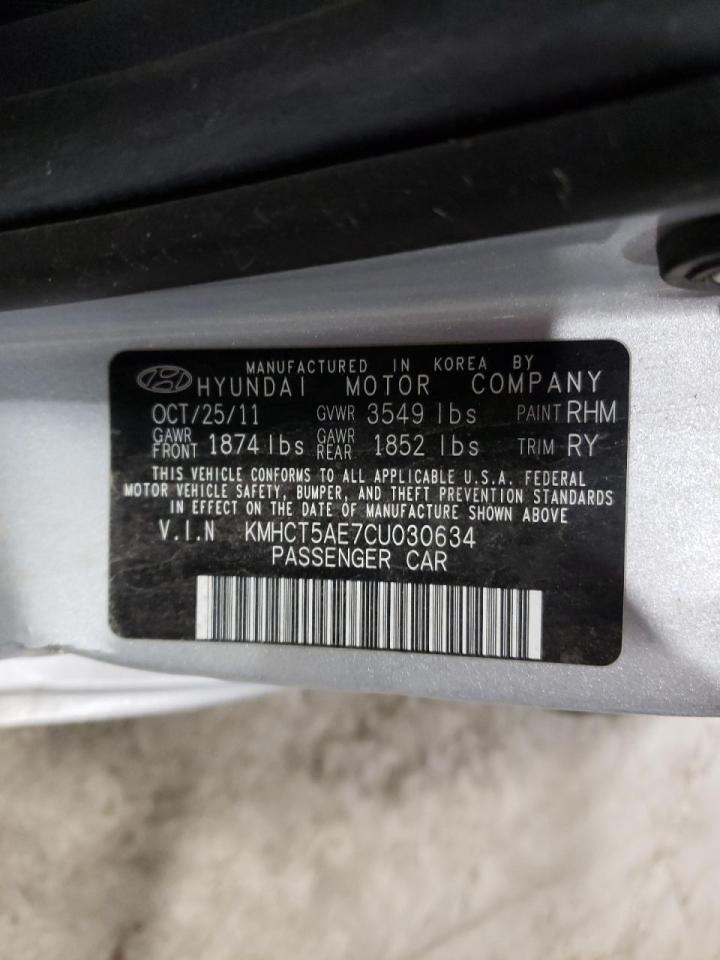 MANUFACTURED IN KOREA BY
HYUNDAI MOTOR COMPANY
OCT/25/11 GVWR 3549 lbs PAINT RHM
GAWR FRONT 1874 lbs GAWR REAR 1852 lbs TRIM RY
THIS VEHICLE CONFORMS TO ALL APPLICABLE U.S.A. FEDERAL
MOTOR VEHICLE SAFETY, BUMPER, AND THEFT PREVENTION STANDARDS
IN EFFECT ON THE DATE OF MANUFACTURE SHOWN ABOVE
V.I.N KMHCT5AE7CU030634
PASSENGER CAR